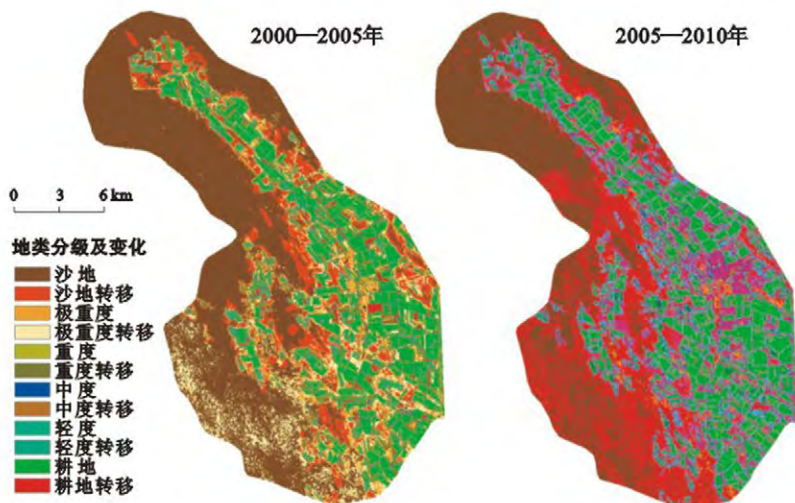 2000—2005年
2005—2010年
0 3 6 km
地类分级及变化
沙地
沙地转移
极重度
极重度转移
重度
重度转移
中度
中度转移
轻度
轻度转移
耕地
耕地转移